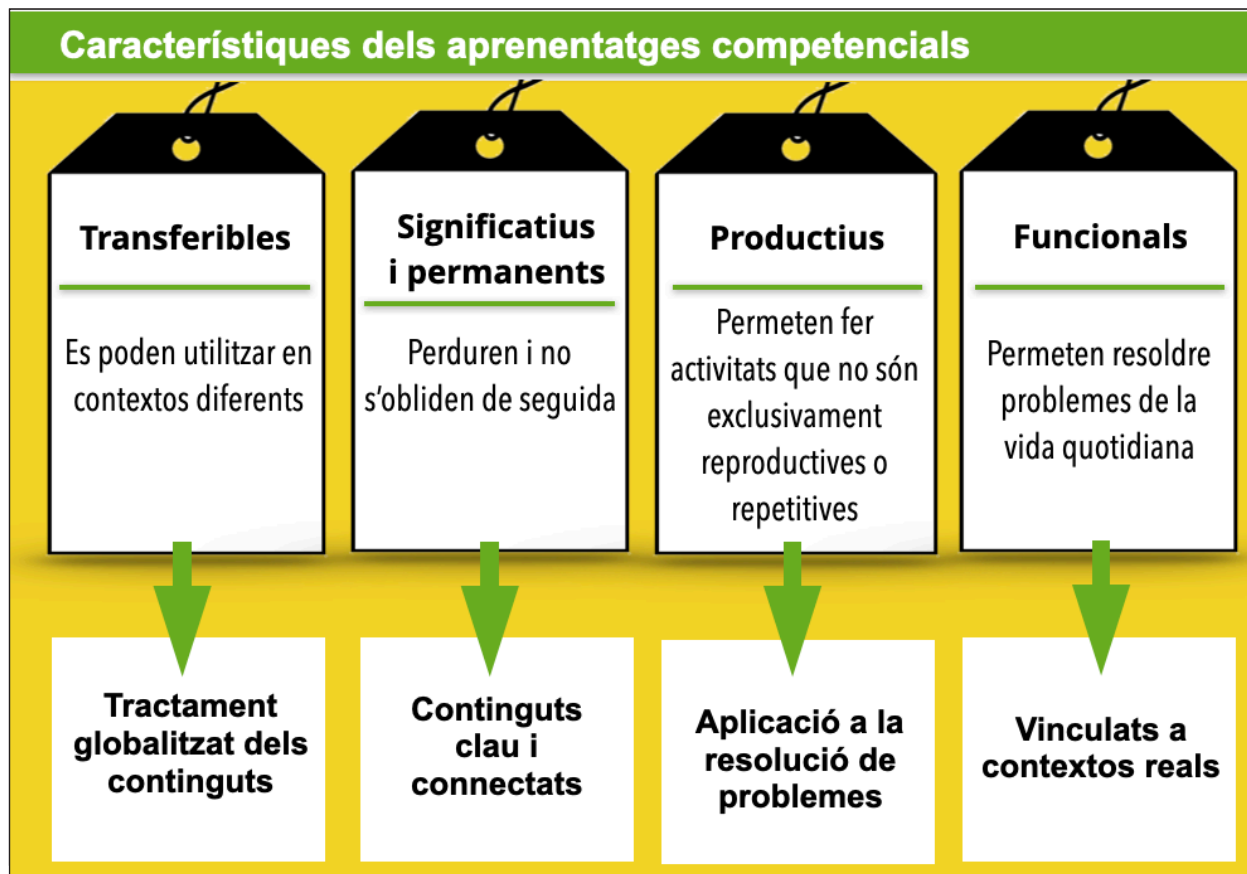 Característiques dels aprenentatges competencials
Transferibles
Es poden utilitzar en
contextos diferents
Tractament
globalitzat dels
continguts
Significatius
i permanents
Perduren i no
s'obliden de seguida
Continguts
clau i
connectats
Productius
Permeten fer
activitats que no són
exclusivament
reproductives o
repetitives
Aplicació a la
resolució de
problemes
Funcionals
Permeten resoldre
problemes de la
vida quotidiana
Vinculats a
contextos reals